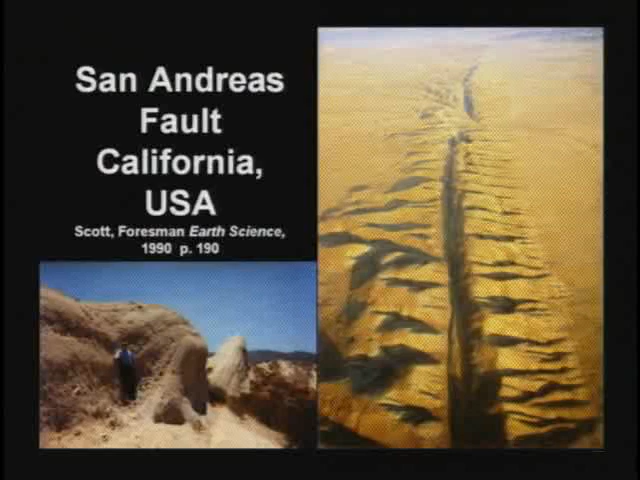 San Andreas
Fault
California,
USA
Scott, Foresman Earth Science,
1990 p. 190